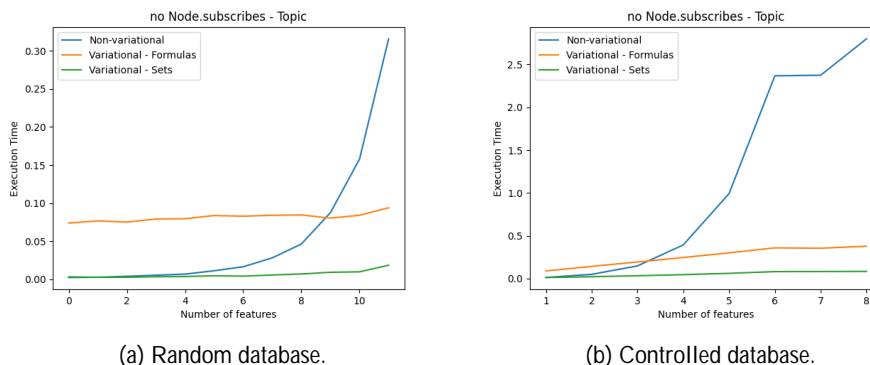 no Node.subscribes - Topic
Non-variational
Variational - Formulas
Variational - Sets
0.30
0.25
0.20
0.15
0.10
0.05
0.00
Execution Time
0 2 4 6 8 10
Number of features
(a) Random database.
no Node.subscribes - Topic
Non-variational
Variational - Formulas
Variational - Sets
2.5
2.0
1.5
1.0
0.5
0.0
Execution Time
1 2 3 4 5 6 7 8
Number of features
(b) Controlled database.